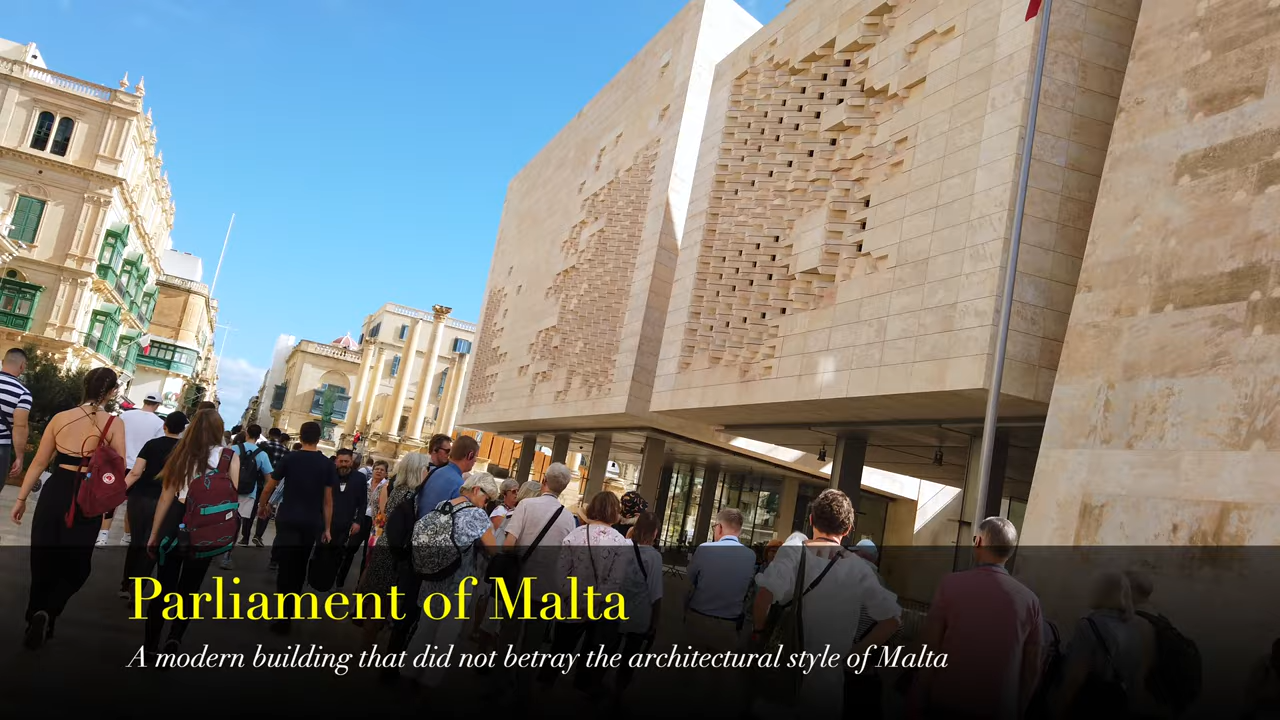 Parliament of Malta
A modern building that did not betray the architectural style of Malta